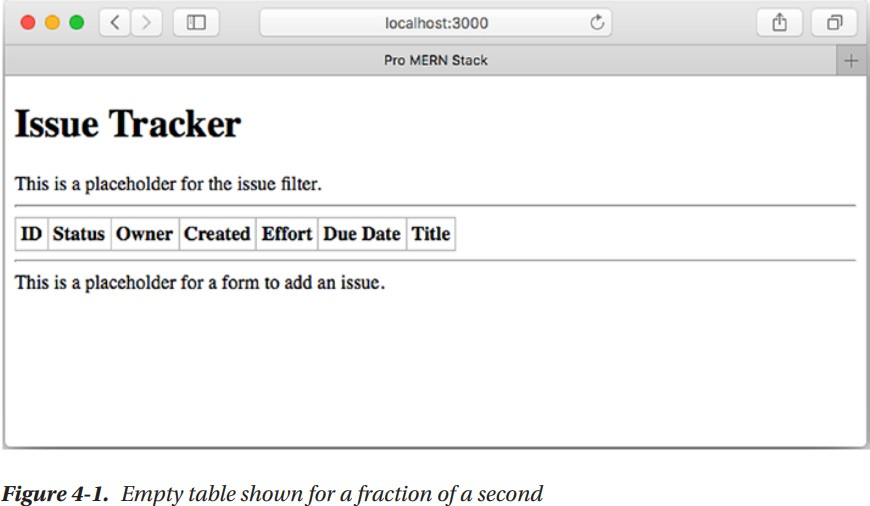 localhost:3000
Pro MERN Stack
Issue Tracker
This is a placeholder for the issue filter.
ID Status Owner Created Effort Due Date Title
This is a placeholder for a form to add an issue.
Figure 4-1. Empty table shown for a fraction of a second